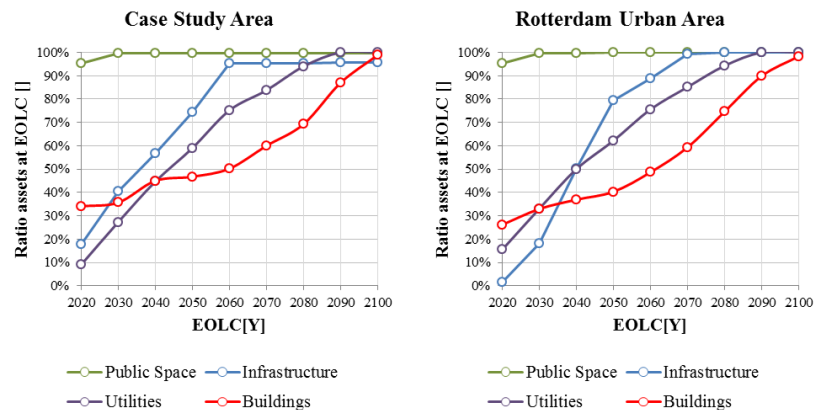 Case Study Area
Ratio assets at EOLC []
100%
90%
80%
70%
60%
50%
40%
30%
20%
10%
0%
2020 2030 2040 2050 2060 2070 2080 2090 2100
EOLC[Y]
Public Space Infrastructure
Utilities Buildings
Rotterdam Urban Area
Ratio assets at EOLC []
100%
90%
80%
70%
60%
50%
40%
30%
20%
10%
0%
2020 2030 2040 2050 2060 2070 2080 2090 2100
EOLC[Y]
Public Space Infrastructure
Utilities Buildings